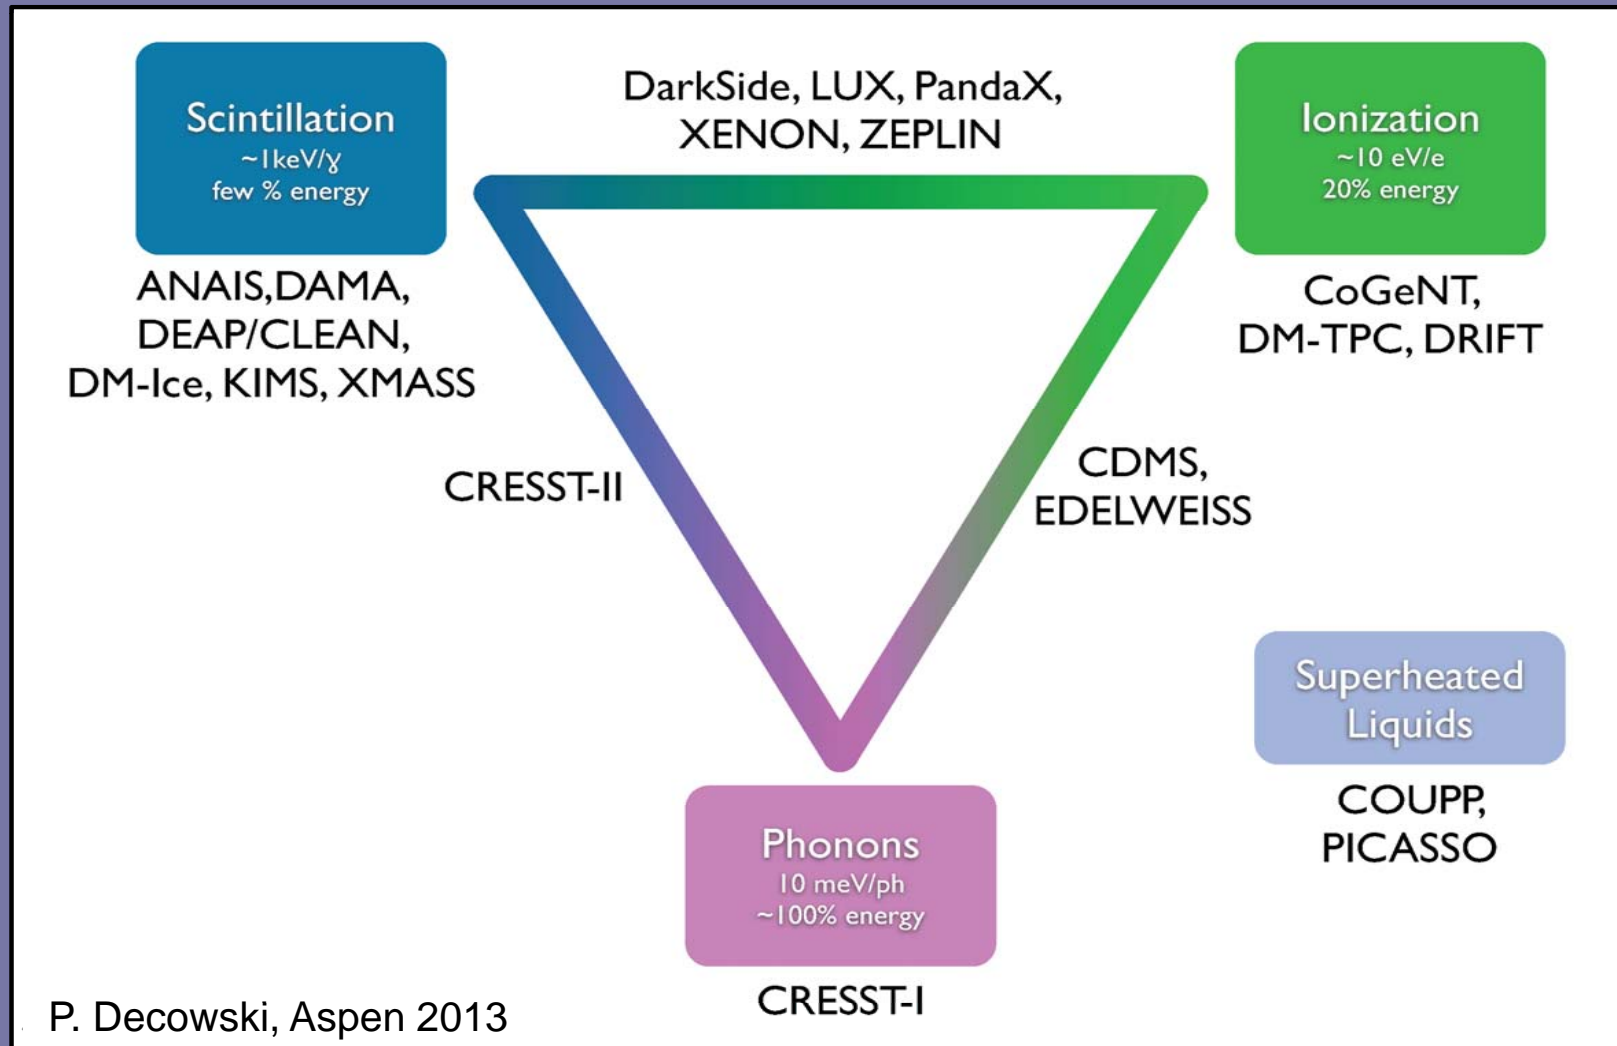 Scintillation
~1keV/γ
few % energy
ANAIS,DAMA,
DEAP/CLEAN,
DM-Ice, KIMS, XMASS
DarkSide, LUX, PandaX,
XENON, ZEPLIN
Ionization
~10 eV/e
20% energy
CoGeNT,
DM-TPC, DRIFT
CRESST-II
CDMS,
EDELWEISS
Superheated
Liquids
COUPP,
PICASSO
Phonons
10 meV/ph
~100% energy
CRESST-I
P. Decowski, Aspen 2013